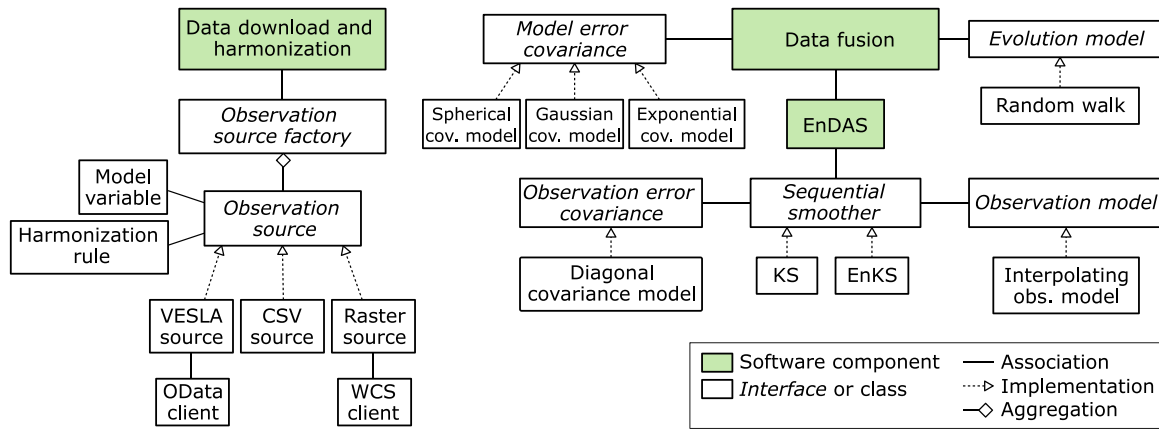 Data download and
harmonization
Observation
source factory
Model
variable
Harmonization
rule
Observation
source
VESLA
source
CSV
source
Raster
source
OData
client
WCS
client
Model error
covariance
Data fusion
Evolution model
Spherical
cov. model
Gaussian
cov. model
Exponential
cov. model
EnDAS
Random walk
Observation error
covariance
Sequential
smoother
Observation model
Diagonal
covariance model
KS
EnKS
Interpolating
obs. model
Software component
Interface or class
Association
Implementation
Aggregation